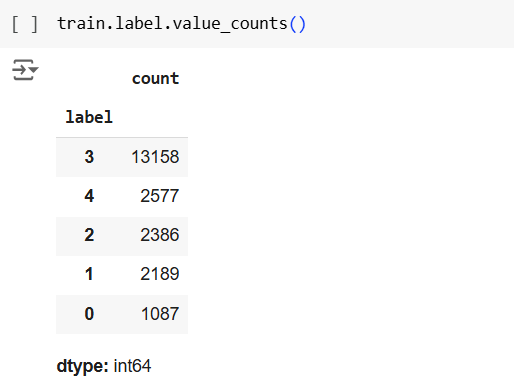 [ ] train.label.value_counts()
count
label
3 13158
4 2577
2 2386
1 2189
0 1087
dtype: int64